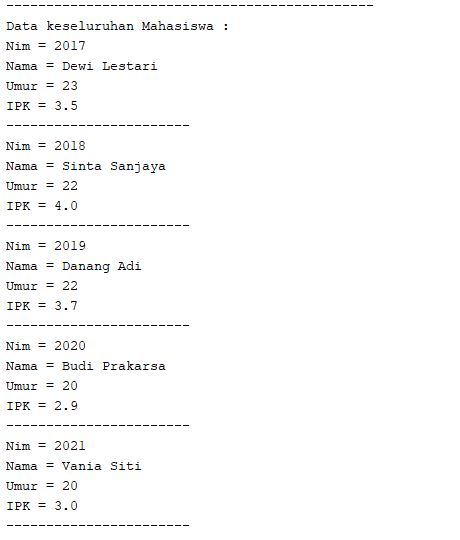 ----------------------------------------------
Data keseluruhan Mahasiswa :
Nim = 2017
Nama = Dewi Lestari
Umur = 23
IPK = 3.5
-----------------------
Nim = 2018
Nama = Sinta Sanjaya
Umur = 22
IPK = 4.0
-----------------------
Nim = 2019
Nama = Danang Adi
Umur = 22
IPK = 3.7
-----------------------
Nim = 2020
Nama = Budi Prakarsa
Umur = 20
IPK = 2.9
-----------------------
Nim = 2021
Nama = Vania Siti
Umur = 20
IPK = 3.0
-----------------------